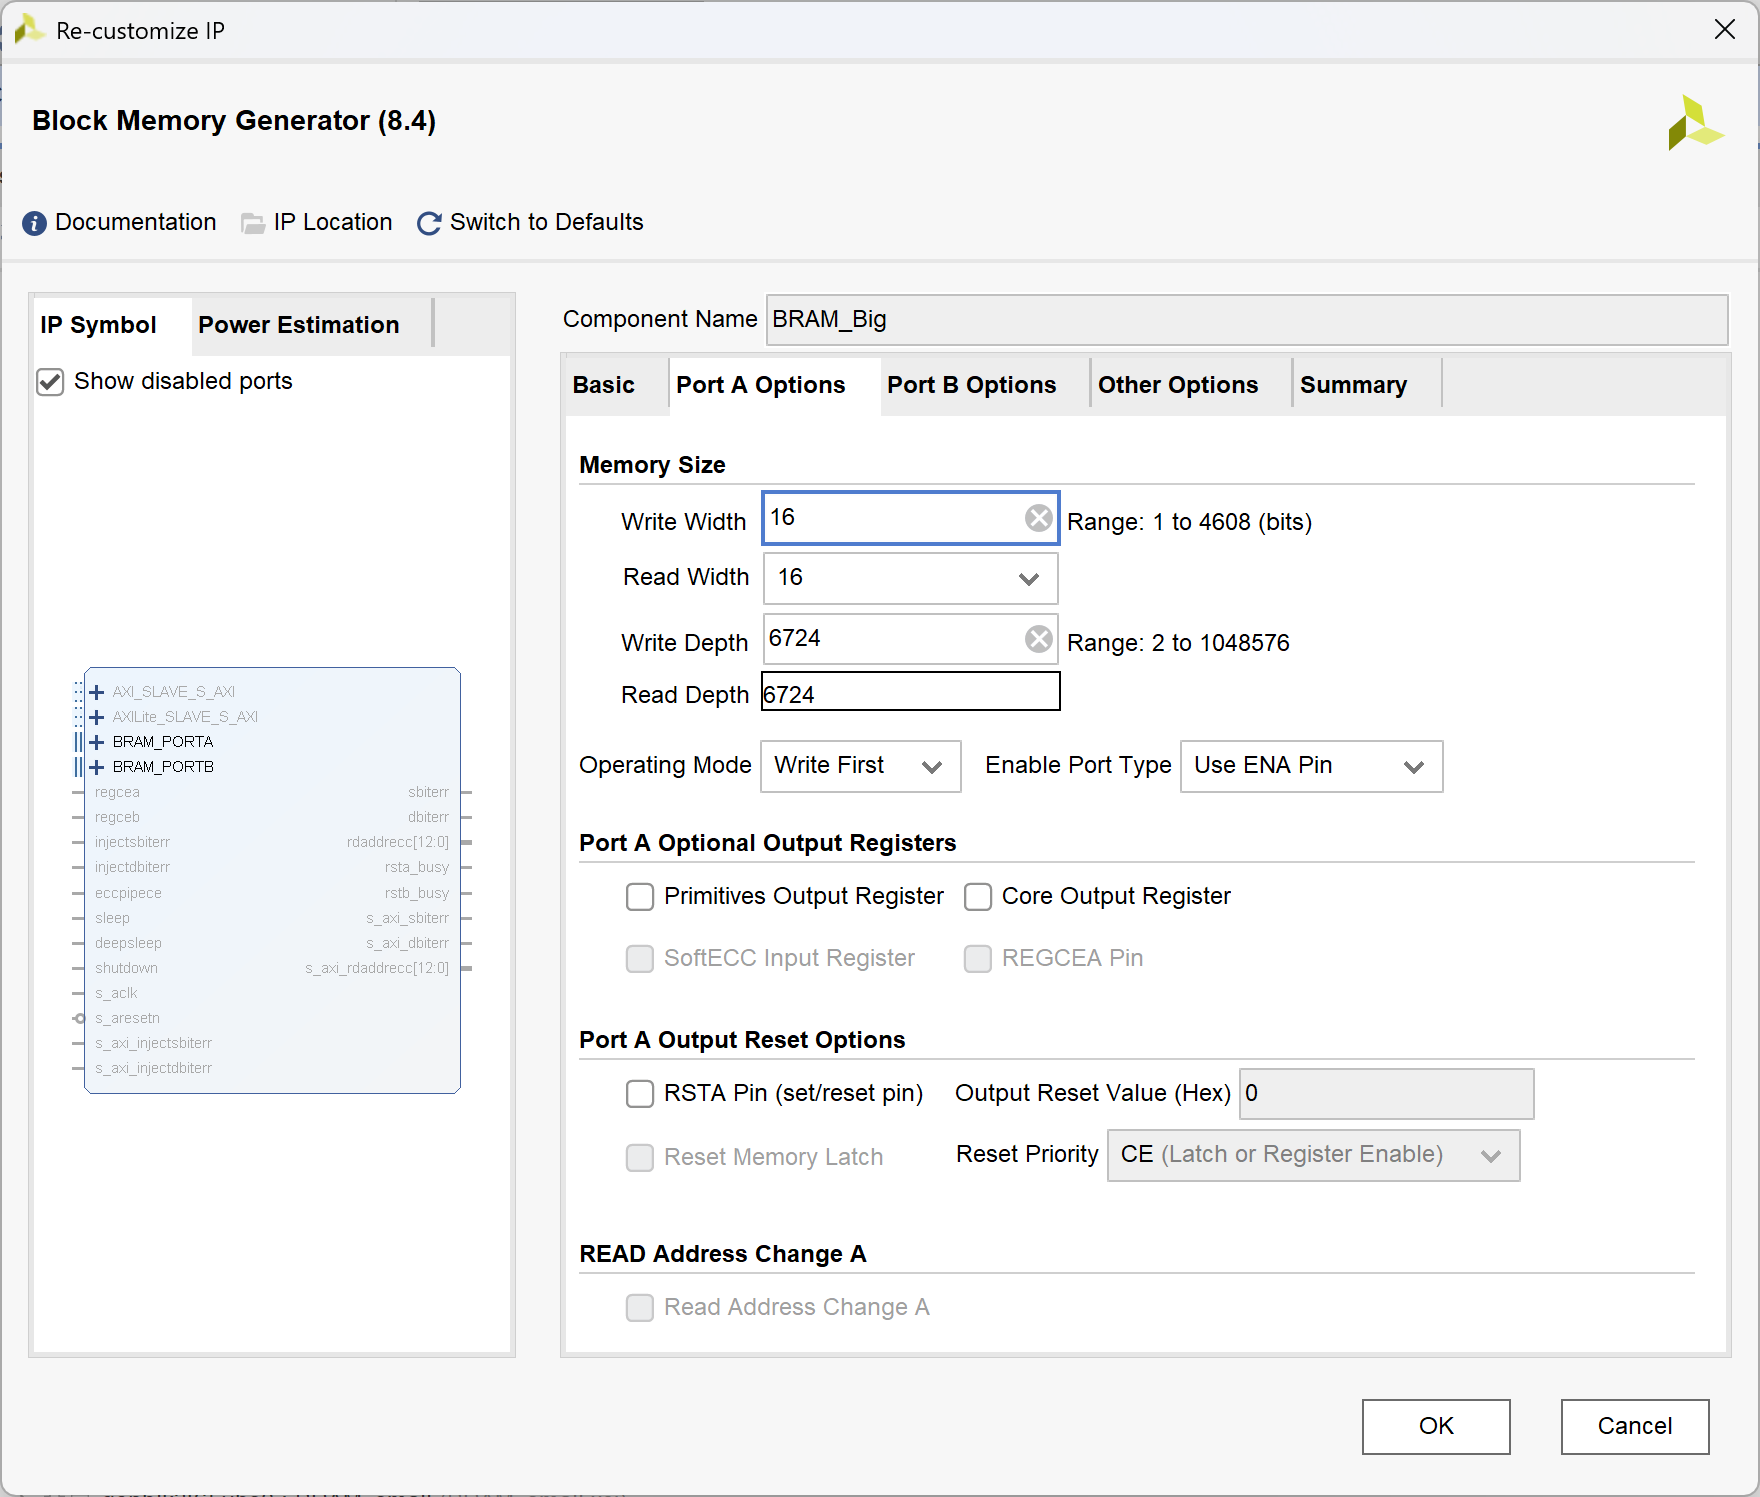 Re-customize IP
Block Memory Generator (8.4)
Documentation IP Location Switch to Defaults
IP Symbol Power Estimation
Show disabled ports
AXI_SLAVE_S_AXI
AXILite_SLAVE_S_AXI
BRAM_PORTA
BRAM_PORTB
regcea sbiterr
regceb dbiterr
injectsbiterr rdaddrecc[12:0]
injectdbiterr rsta_busy
eccpipece rstb_busy
sleep s_axi_sbiterr
deepsleep s_axi_dbiterr
shutdown s_axi_rdaddrecc[12:0]
s_aclk
s_aresetn
s_axi_injectsbiterr
s_axi_injectdbiterr
Component Name BRAM_Big
Basic Port A Options Port B Options Other Options Summary
Memory Size
Write Width 16 Range: 1 to 4608 (bits)
Read Width 16
Write Depth 6724 Range: 2 to 1048576
Read Depth 6724
Operating Mode Write First Enable Port Type Use ENA Pin
Port A Optional Output Registers
Primitives Output Register Core Output Register
SoftECC Input Register REGCEA Pin
Port A Output Reset Options
RSTA Pin (set/reset pin) Output Reset Value (Hex) 0
Reset Memory Latch Reset Priority CE (Latch or Register Enable)
READ Address Change A
Read Address Change A
OK Cancel